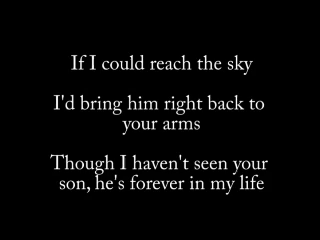 If I could reach the sky
I'd bring him right back to
your arms
Though I haven't seen your
son, he's forever in my life